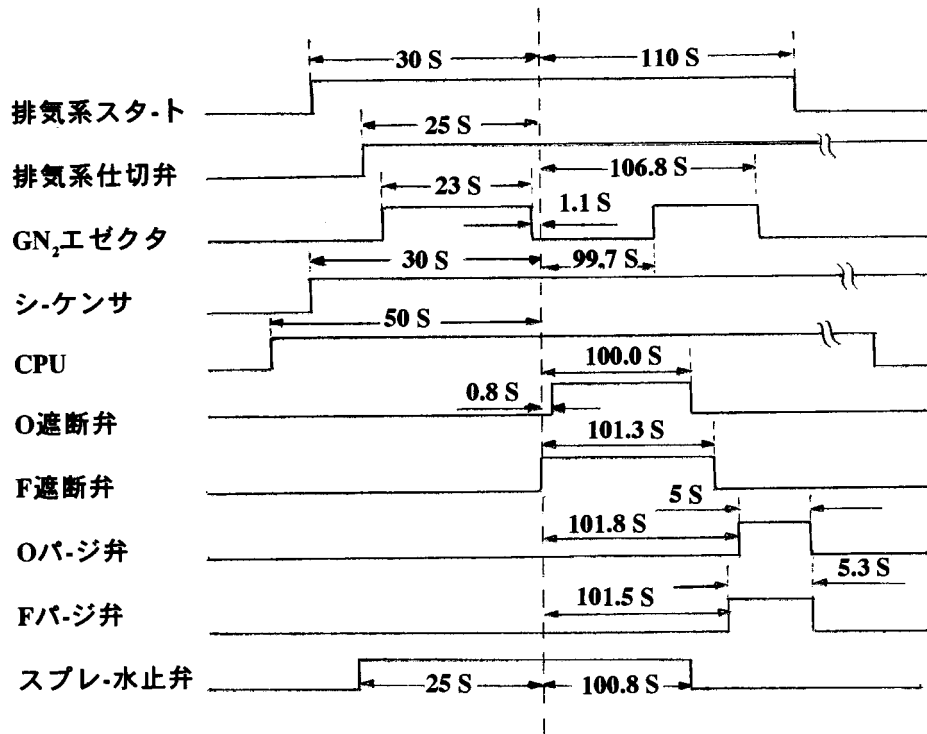 30 S
110 S
排気系スタ-ト
25 S
排気系仕切弁
106.8 S
23 S
1.1 S
GN₂エゼクタ
30 S
99.7 S
シ-ケンサ
50 S
CPU
100.0 S
0.8 S
O遮断弁
101.3 S
F遮断弁
5 S
101.8 S
Oパ-ジ弁
5.3 S
101.5 S
Fパ-ジ弁
スプレ-水止弁
25 S
100.8 S